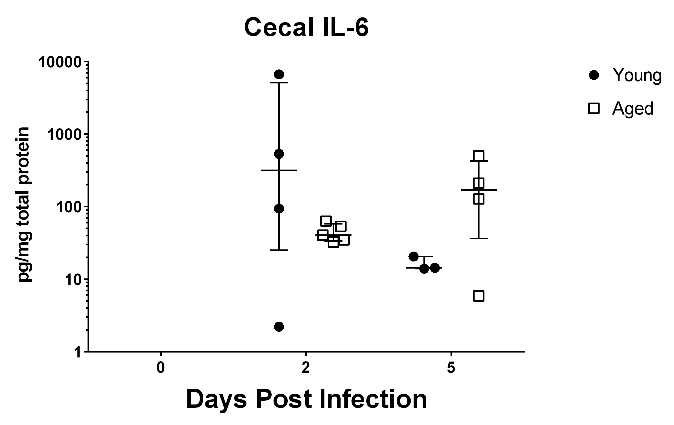 Cecal IL-6
10000
1000
100
10
1
pg/mg total protein
0 2 5
Days Post Infection
Young
Aged